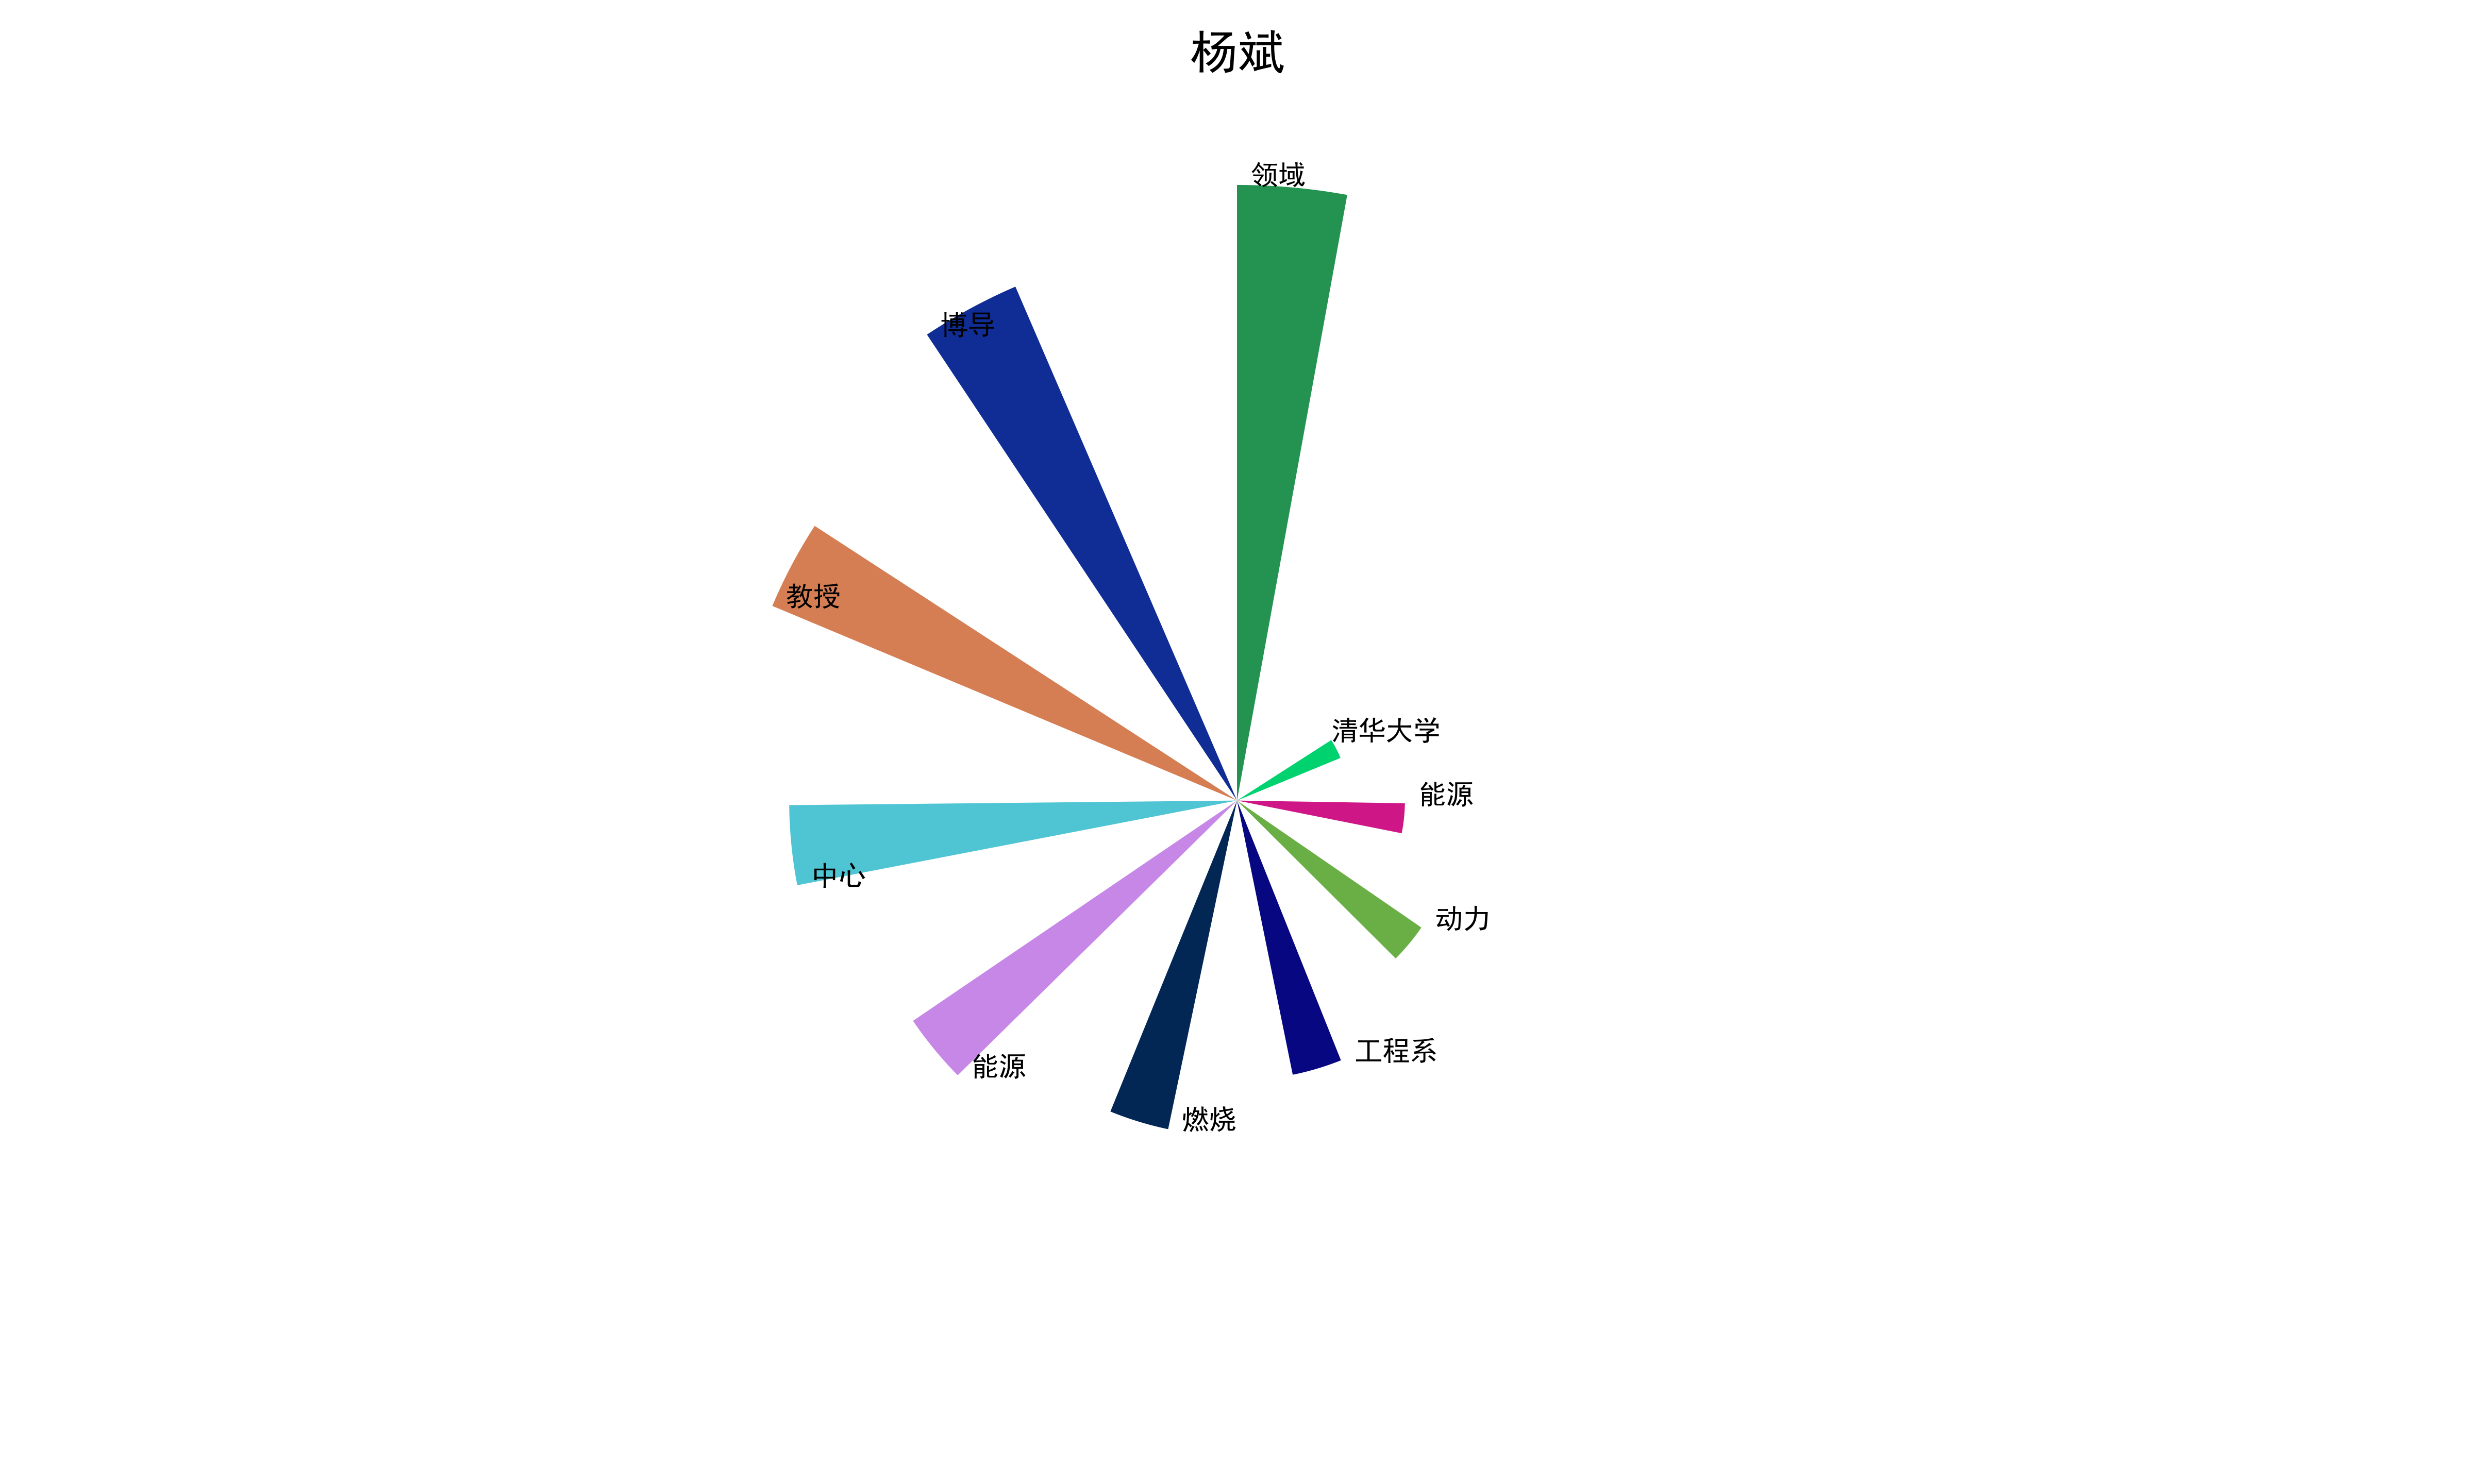 杨斌
领域
博导
教授
清华大学
能源
中心
动力
工程系
能源
燃烧